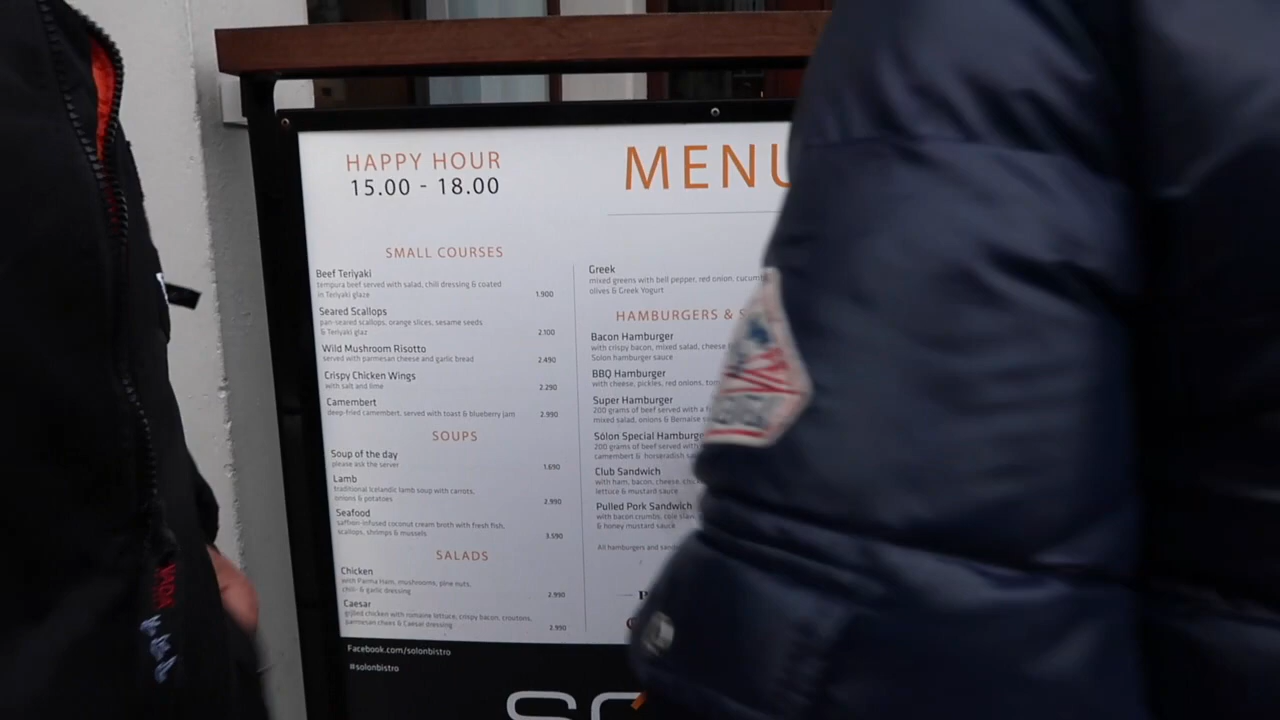 HAPPY HOUR
15.00 - 18.00
SMALL COURSES
Beef Teriyaki
tempura beef served with salad, chili dressing & coated
in Teriyaki glaze
1.900
Seared Scallops
pan-seared scallops, orange slices, sesame seeds
& Teriyaki glaz
2.100
Wild Mushroom Risotto
served with parmesan cheese and garlic bread
2.490
Crispy Chicken Wings
with salt and lime
2.290
Camembert
deep-fried camembert, served with toast & blueberry jam
2.990
SOUPS
Soup of the day
please ask the server
1.690
Lamb
traditional Icelandic lamb soup with carrots,
onions & potatoes
2.990
Seafood
saffron-infused coconut cream broth with fresh fish,
scallops, shrimps & mussels
3.590
SALADS
Chicken
with Parma Ham, mushrooms, pine nuts,
chili- & garlic dressing
2.990
Caesar
grilled chicken with romaine lettuce, crispy bacon, croutons,
parmesan chees & Caesar dressing
2.990
Facebook.com/solonbistro
#solonbistro
MENU
Greek
mixed greens with bell pepper, red onion,
olives & Greek Yogurt
HAMBURGERS &
Bacon Hamburger
with crispy bacon, mixed salad, cheese
Solon hamburger sauce
BBQ Hamburger
with cheese, pickles, red onions,
Super Hamburger
200 grams of beef served with a
mixed salad, onions & Bernaise
Sólon Special Hamburger
200 grams of beef served with
camembert & horseradish
Club Sandwich
with ham, bacon, cheese,
lettuce & mustard sauce
Pulled Pork Sandwich
with bacon crumbs, cole slaw,
& honey mustard sauce
All hamburgers and